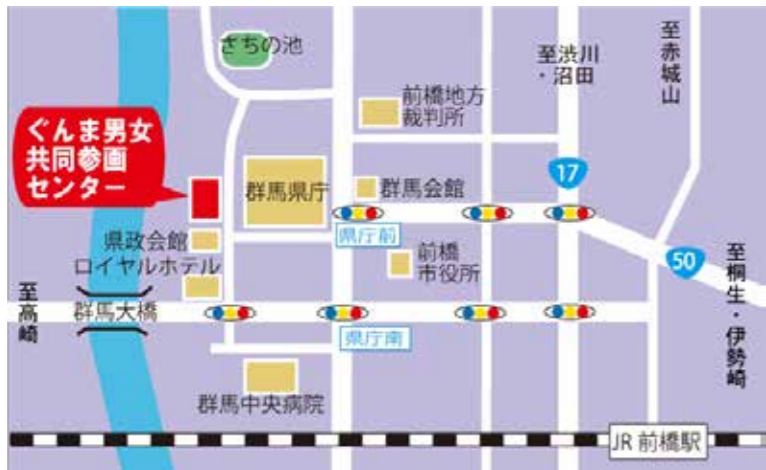 さちの池
至渋川
・沼田
至赤城山
前橋地方
裁判所
ぐんま男女
共同参画
センター
群馬県庁
群馬会館
17
県庁前
県政会館
前橋
市役所
50
ロイヤルホテル
至高崎
群馬大橋
至桐生・伊勢崎
県庁南
群馬中央病院
JR 前橋駅